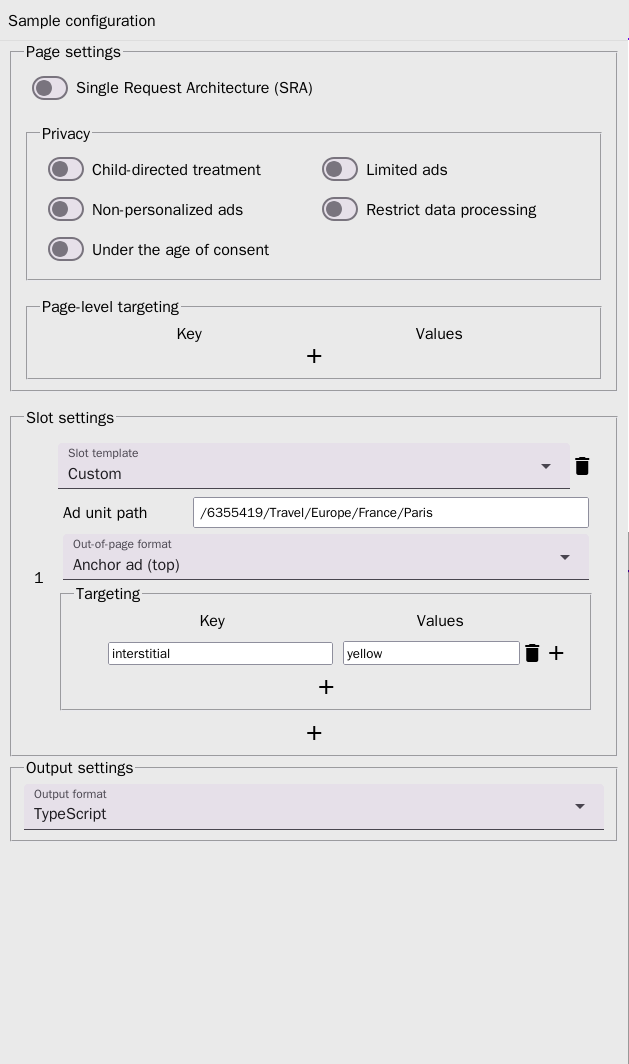 Sample configuration
Page settings
Single Request Architecture (SRA)
Privacy
Child-directed treatment
Limited ads
Non-personalized ads
Restrict data processing
Under the age of consent
Page-level targeting
Key Values
+
Slot settings
Slot template
Custom
Ad unit path /6355419/Travel/Europe/France/Paris
Out-of-page format
Anchor ad (top)
1
Targeting
Key Values
interstitial yellow +
+
+
Output settings
Output format
TypeScript